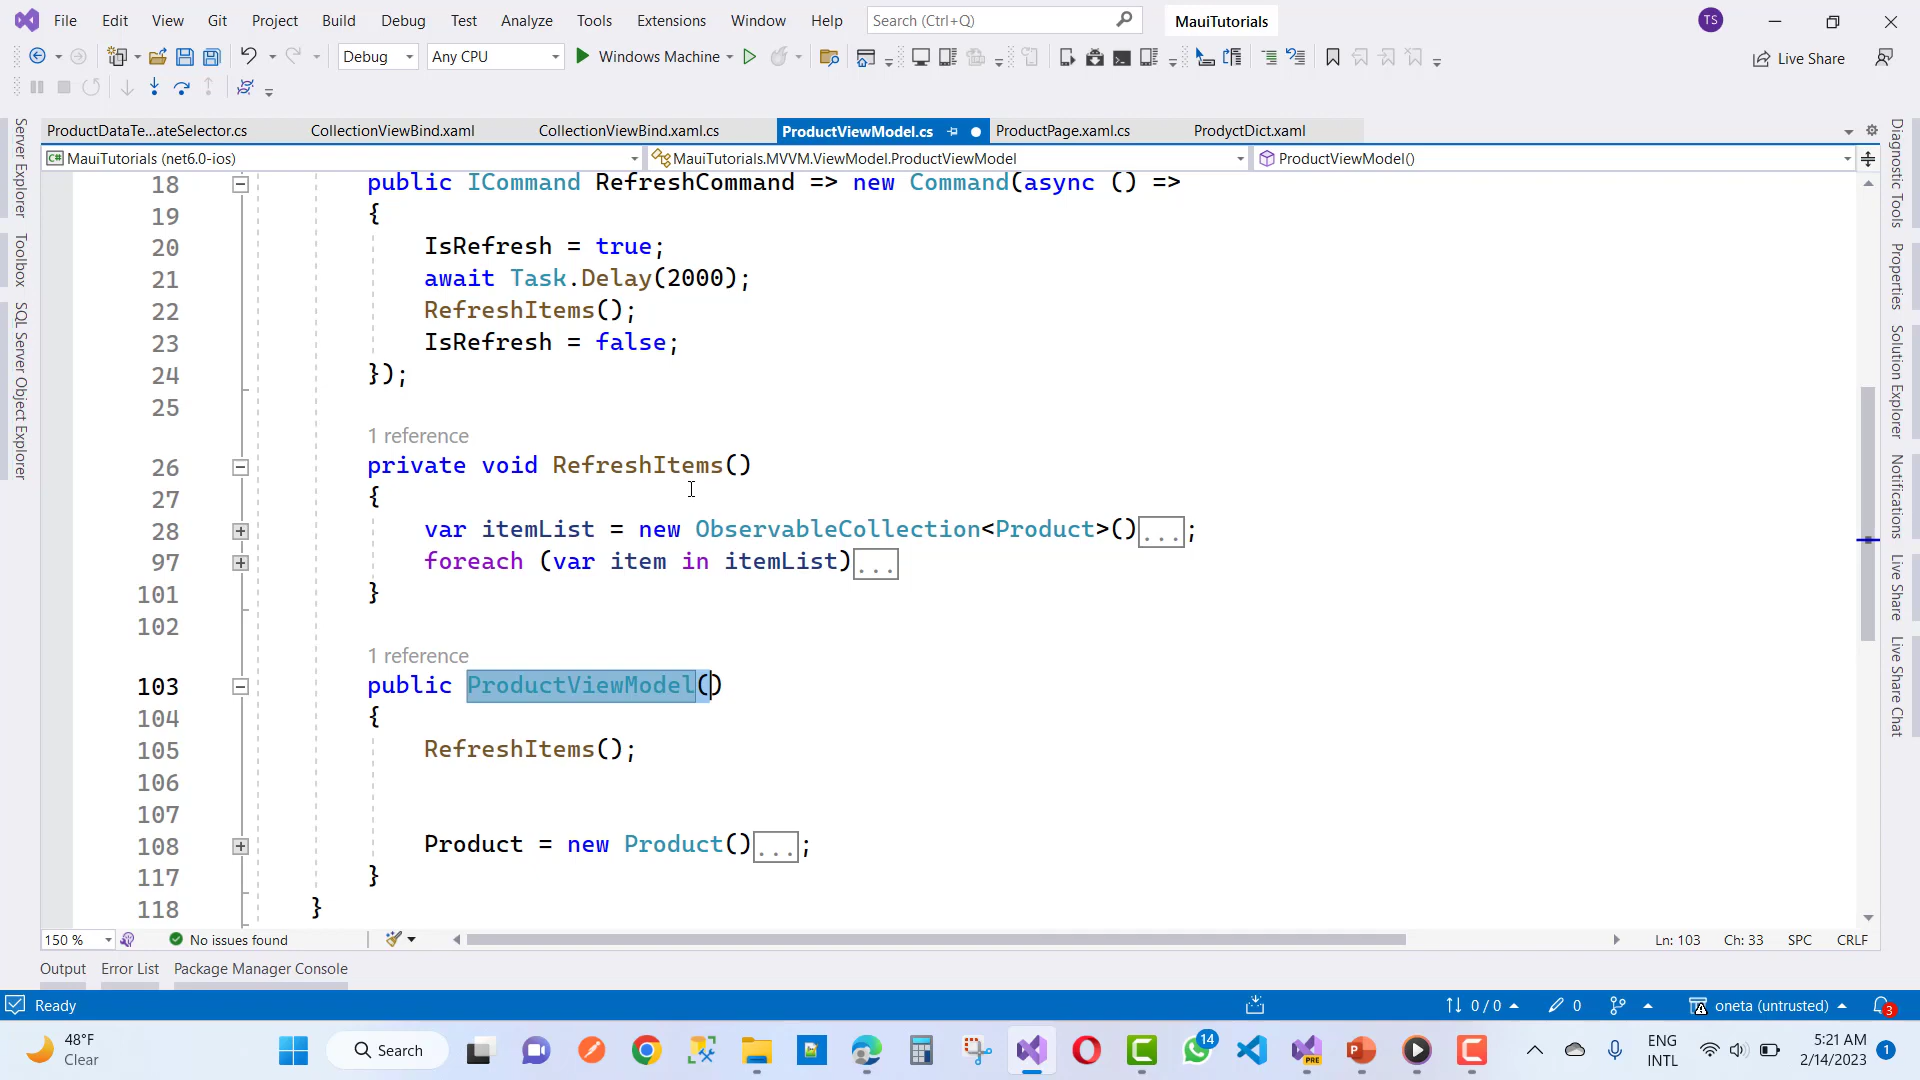 File Edit View Git Project Build Debug Test Analyze Tools Extensions Window Help Search (Ctrl+Q) MauiTutorials TS
Debug Any CPU Windows Machine Live Share
ProductDataTe...ateSelector.cs CollectionViewBind.xaml CollectionViewBind.xaml.cs ProductViewModel.cs ProductPage.xaml.cs ProdyctDict.xaml
MauiTutorials (net6.0-ios) MauiTutorials.MVVM.ViewModel.ProductViewModel ProductViewModel()
Server Explorer
Toolbox
SQL Server Object Explorer
18 public ICommand RefreshCommand => new Command(async () =>
19 {
20 IsRefresh = true;
21 await Task.Delay(2000);
22 RefreshItems();
23 IsRefresh = false;
24 });
25
1 reference
26 private void RefreshItems()
27 {
28 var itemList = new ObservableCollection<Product>()...;
97 foreach (var item in itemList)...
101 }
102
1 reference
103 public ProductViewModel()
104 {
105 RefreshItems();
106
107
108 Product = new Product()...;
117 }
118 }
Diagnostic Tools
Properties
Solution Explorer
Notifications
Live Share
Live Share Chat
150 % No issues found Ln: 103 Ch: 33 SPC CRLF
Output Error List Package Manager Console
Ready 0 / 0 0 oneta (untrusted) 3
48°F
Clear
Search
14
PRE
ENG
INTL
5:21 AM
2/14/2023
1